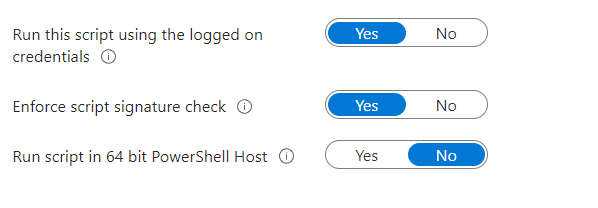 Run this script using the logged on
credentials
Yes No
Enforce script signature check
Yes No
Run script in 64 bit PowerShell Host
Yes No